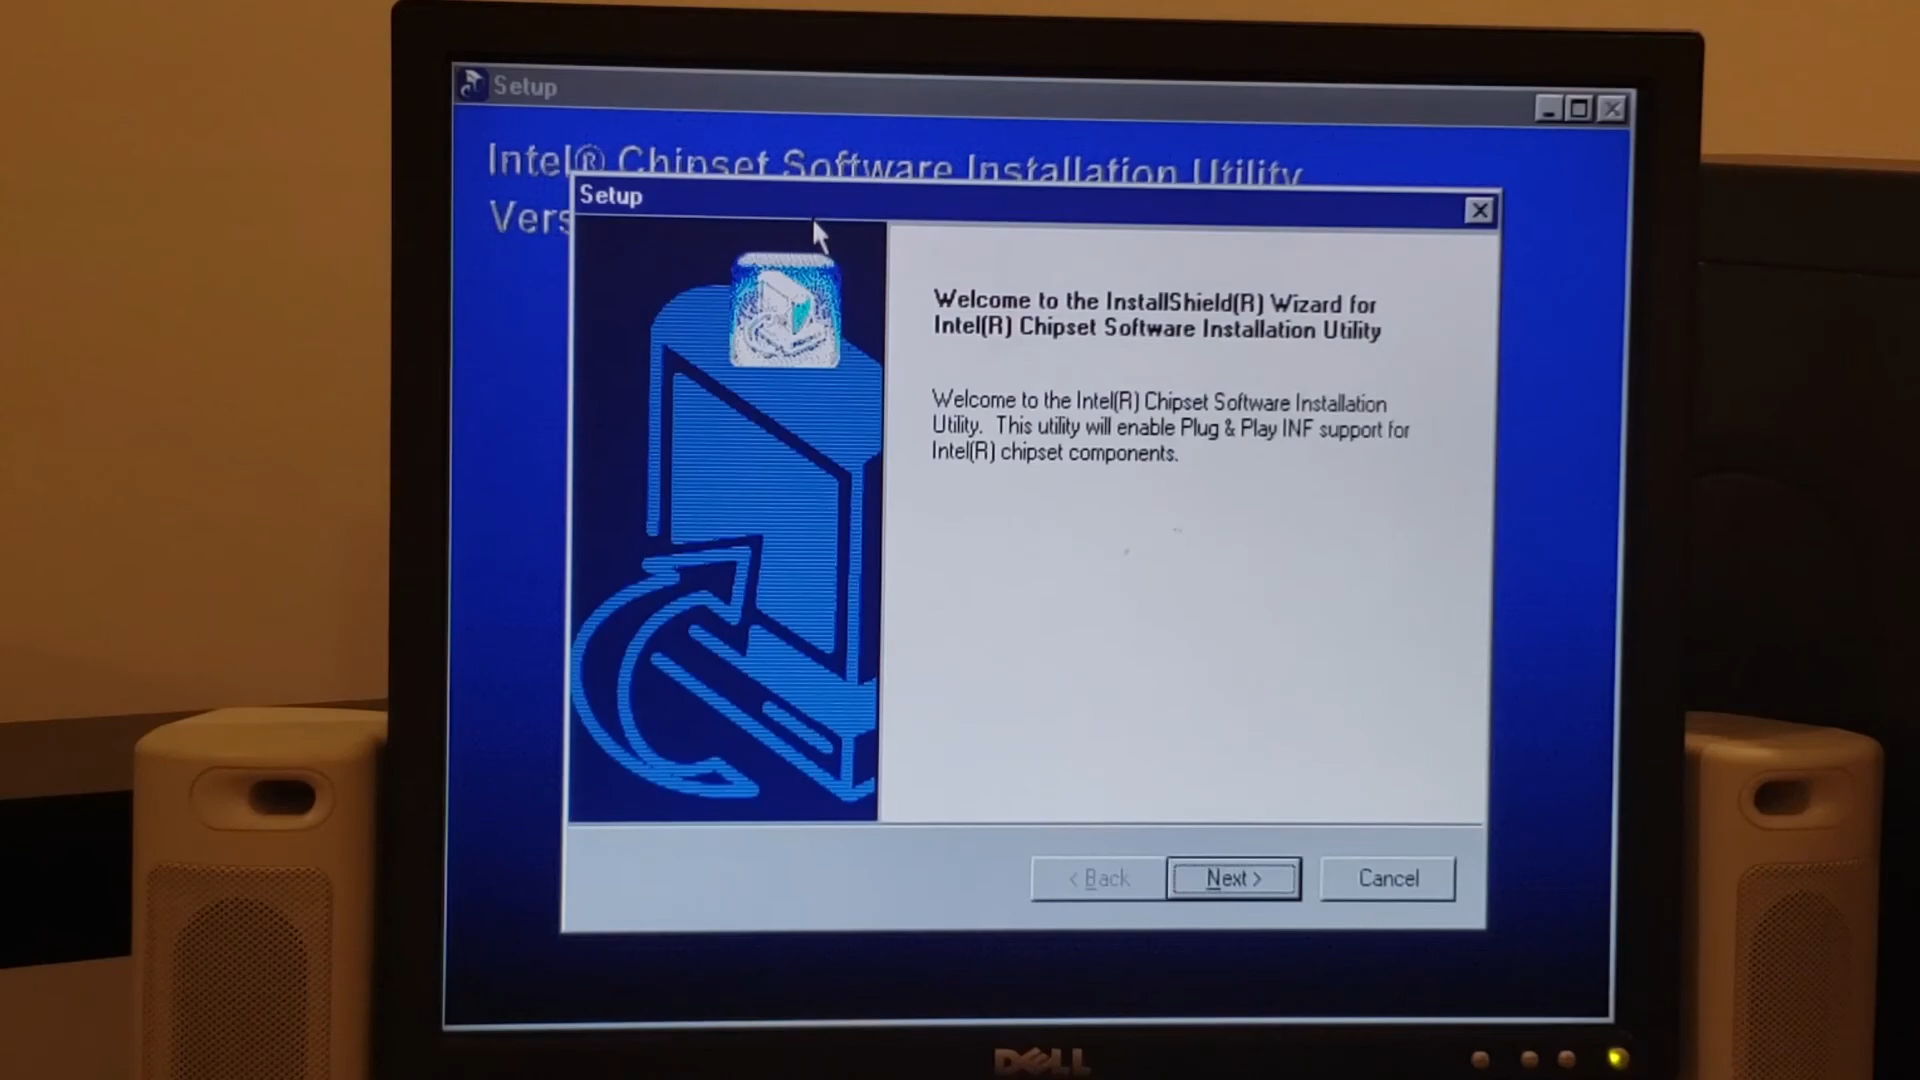 Setup
Intel® Chipset Software Installation Utility
Vers
Setup
Welcome to the InstallShield(R) Wizard for
Intel(R) Chipset Software Installation Utility
Welcome to the Intel(R) Chipset Software Installation
Utility.  This utility will enable Plug & Play INF support for
Intel(R) chipset components.
< Back
Next >
Cancel
DELL